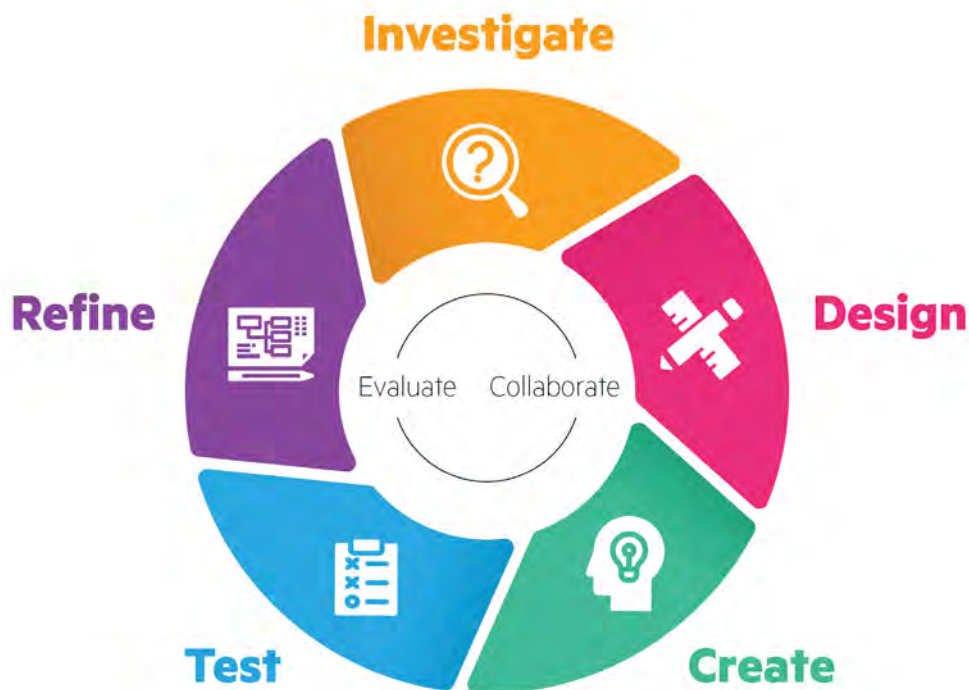 Investigate
Refine
Design
Evaluate Collaborate
Test
Create